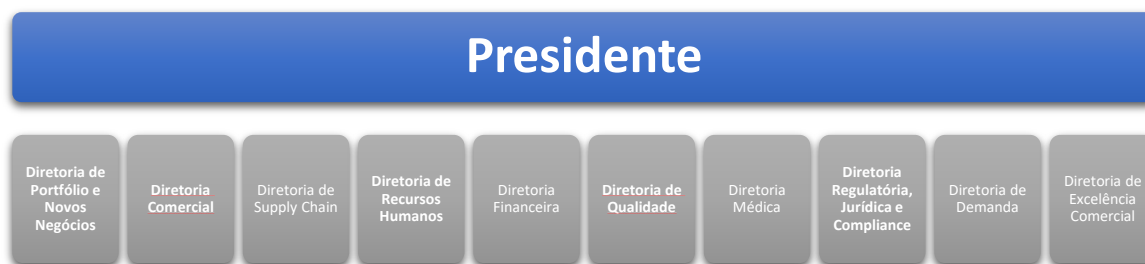 Presidente
Diretoria de
Portfólio e
Novos
Negócios
Diretoria
Comercial
Diretoria de
Supply Chain
Diretoria de
Recursos
Humanos
Diretoria
Financeira
Diretoria de
Qualidade
Diretoria
Médica
Diretoria
Regulatória,
Jurídica e
Compliance
Diretoria de
Demanda
Diretoria de
Excelência
Comercial